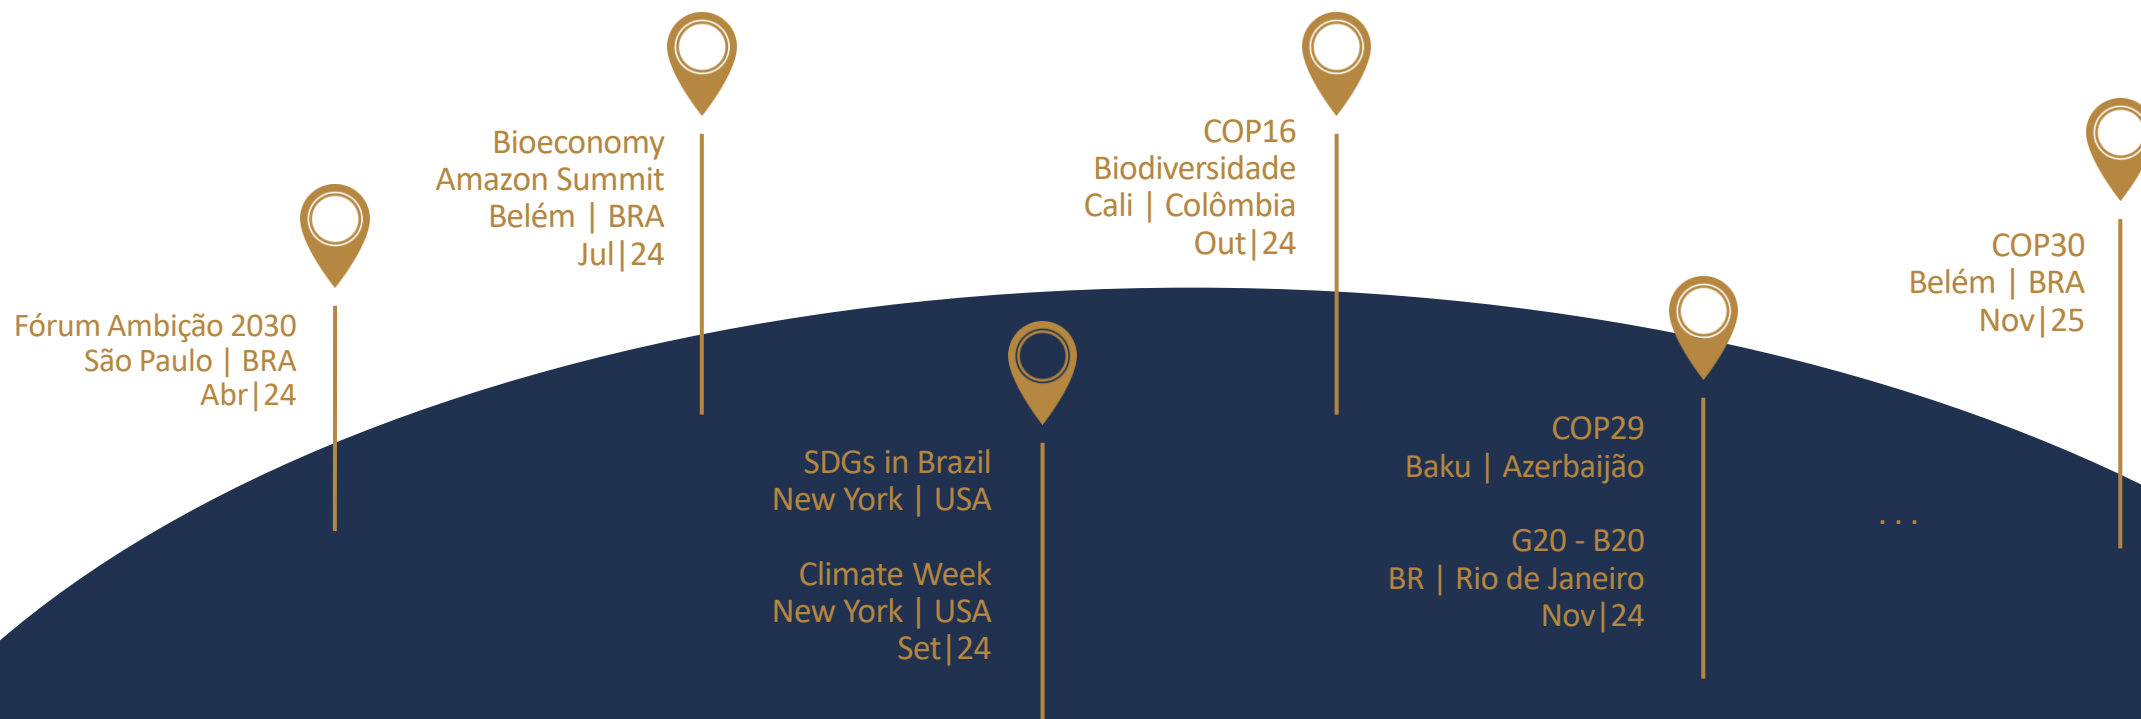 Fórum Ambição 2030
São Paulo | BRA
Abr|24
Bioeconomy
Amazon Summit
Belém | BRA
Jul|24
SDGs in Brazil
New York | USA
Climate Week
New York | USA
Set|24
COP16
Biodiversidade
Cali | Colômbia
Out|24
COP29
Baku | Azerbaijão
G20 - B20
BR | Rio de Janeiro
Nov|24
. . .
COP30
Belém | BRA
Nov|25